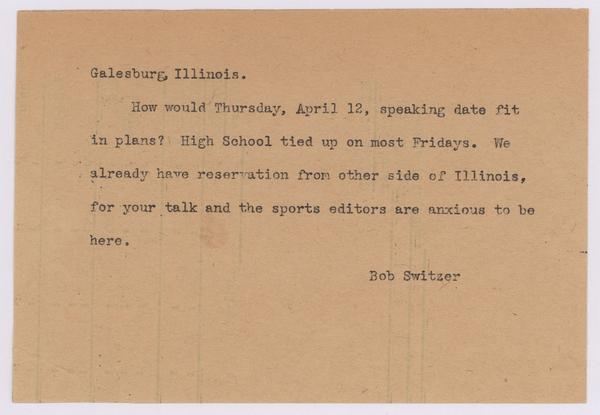 Galesburg, Illinois.
How would Thursday, April 12, speaking date fit
in plans? High School tied up on most Fridays. We
already have reservation from other side of Illinois,
for your talk and the sports editors are anxious to be
here.
Bob Switzer